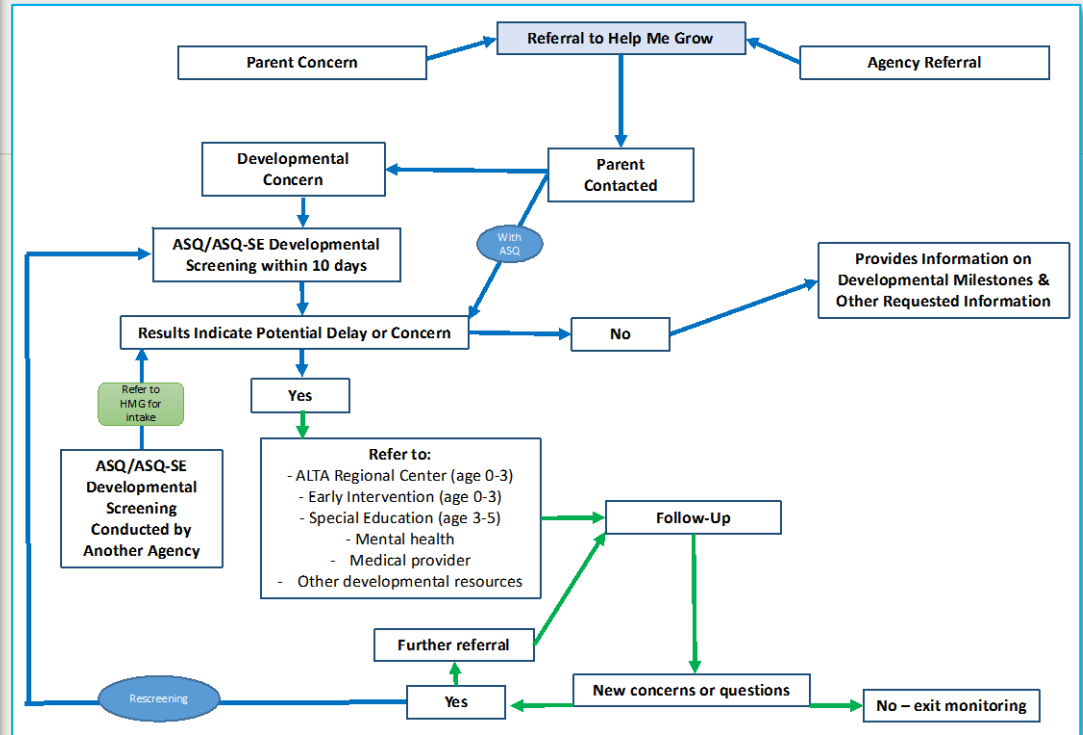 Referral to Help Me Grow
Parent Concern
Agency Referral
Developmental
Concern
Parent
Contacted
With
ASQ
ASQ/ASQ-SE Developmental
Screening within 10 days
Provides Information on
Developmental Milestones &
Other Requested Information
Results Indicate Potential Delay or Concern
No
Yes
Refer to
HMG for
intake
ASQ/ASQ-SE
Developmental
Screening
Conducted by
Another Agency
Refer to:
- ALTA Regional Center (age 0-3)
- Early Intervention (age 0-3)
- Special Education (age 3-5)
- Mental health
- Medical provider
- Other developmental resources
Follow-Up
Further referral
New concerns or questions
Rescreening
Yes
No – exit monitoring